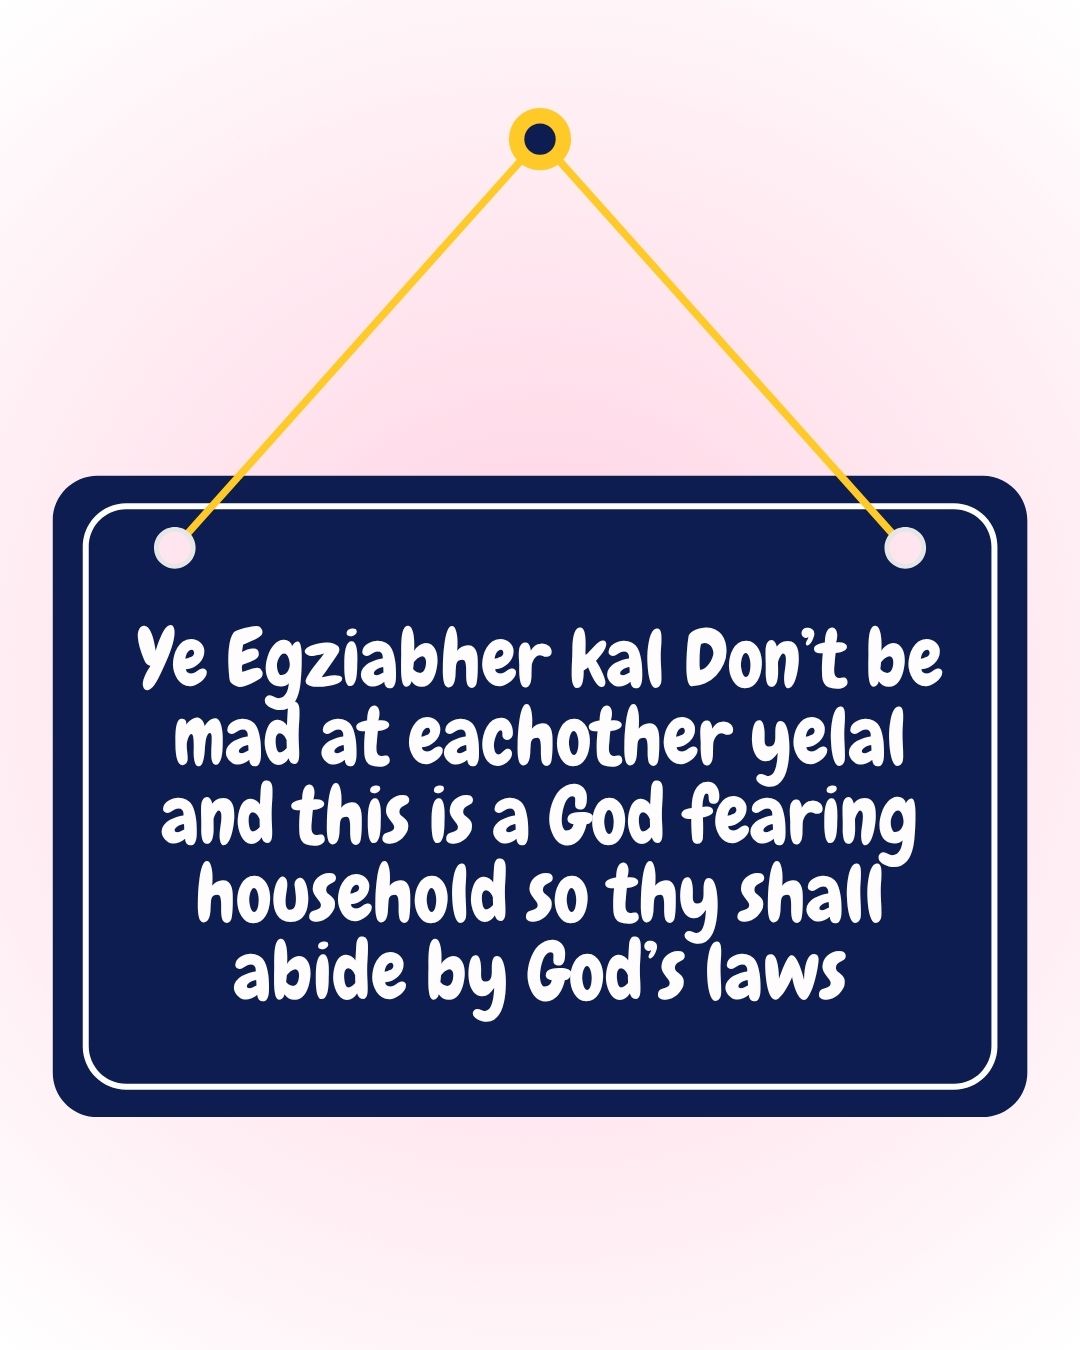 Ye Egziabher kal Don't be
mad at eachother yelal
and this is a God fearing
household so thy shall
abide by God's laws